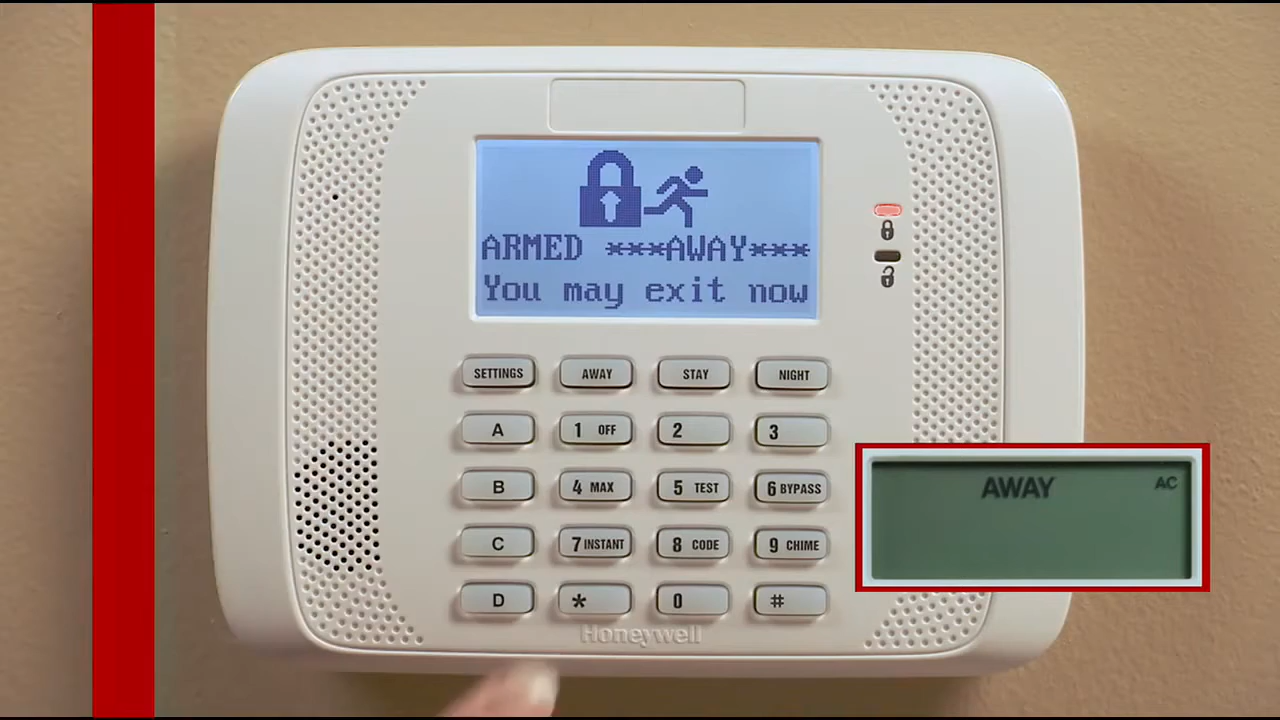 ARMED ***AWAY***
You may exit now
SETTINGS AWAY STAY NIGHT
A 1 OFF 2 3
B 4 MAX 5 TEST 6 BYPASS
C 7 INSTANT 8 CODE 9 CHIME
D * 0 #
Honeywell
AWAY AC